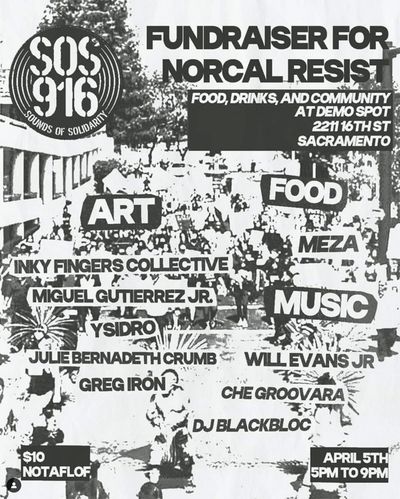 SOS
916
SOUNDS OF SOLIDARITY
FUNDRAISER FOR
NORCAL RESIST
FOOD, DRINKS, AND COMMUNITY
AT DEMO SPOT
2211 16TH ST
SACRAMENTO
ART
INKY FINGERS COLLECTIVE
MIGUEL GUTIERREZ JR.
YSIDRO
JULIE BERNADETH CRUMB
GREG IRON
FOOD
MEZA
MUSIC
WILL EVANS JR
CHE GROOVARA
DJ BLACKBLOC
$10
NOTAFLOF
APRIL 5TH
5PM TO 9PM